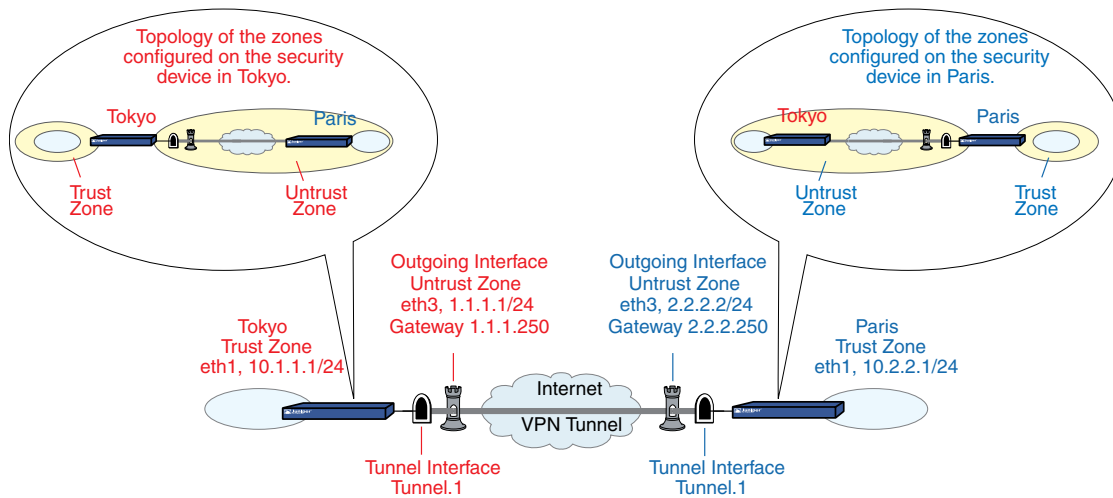 Topology of the zones
configured on the security
device in Tokyo.
Tokyo
Paris
Trust
Zone
Untrust
Zone
Topology of the zones
configured on the security
device in Paris.
Tokyo
Paris
Untrust
Zone
Trust
Zone
Outgoing Interface
Untrust Zone
eth3, 1.1.1.1/24
Gateway 1.1.1.250
Outgoing Interface
Untrust Zone
eth3, 2.2.2.2/24
Gateway 2.2.2.250
Tokyo
Trust Zone
eth1, 10.1.1.1/24
Paris
Trust Zone
eth1, 10.2.2.1/24
Juniper
Internet
VPN Tunnel
Juniper
Tunnel Interface
Tunnel.1
Tunnel Interface
Tunnel.1